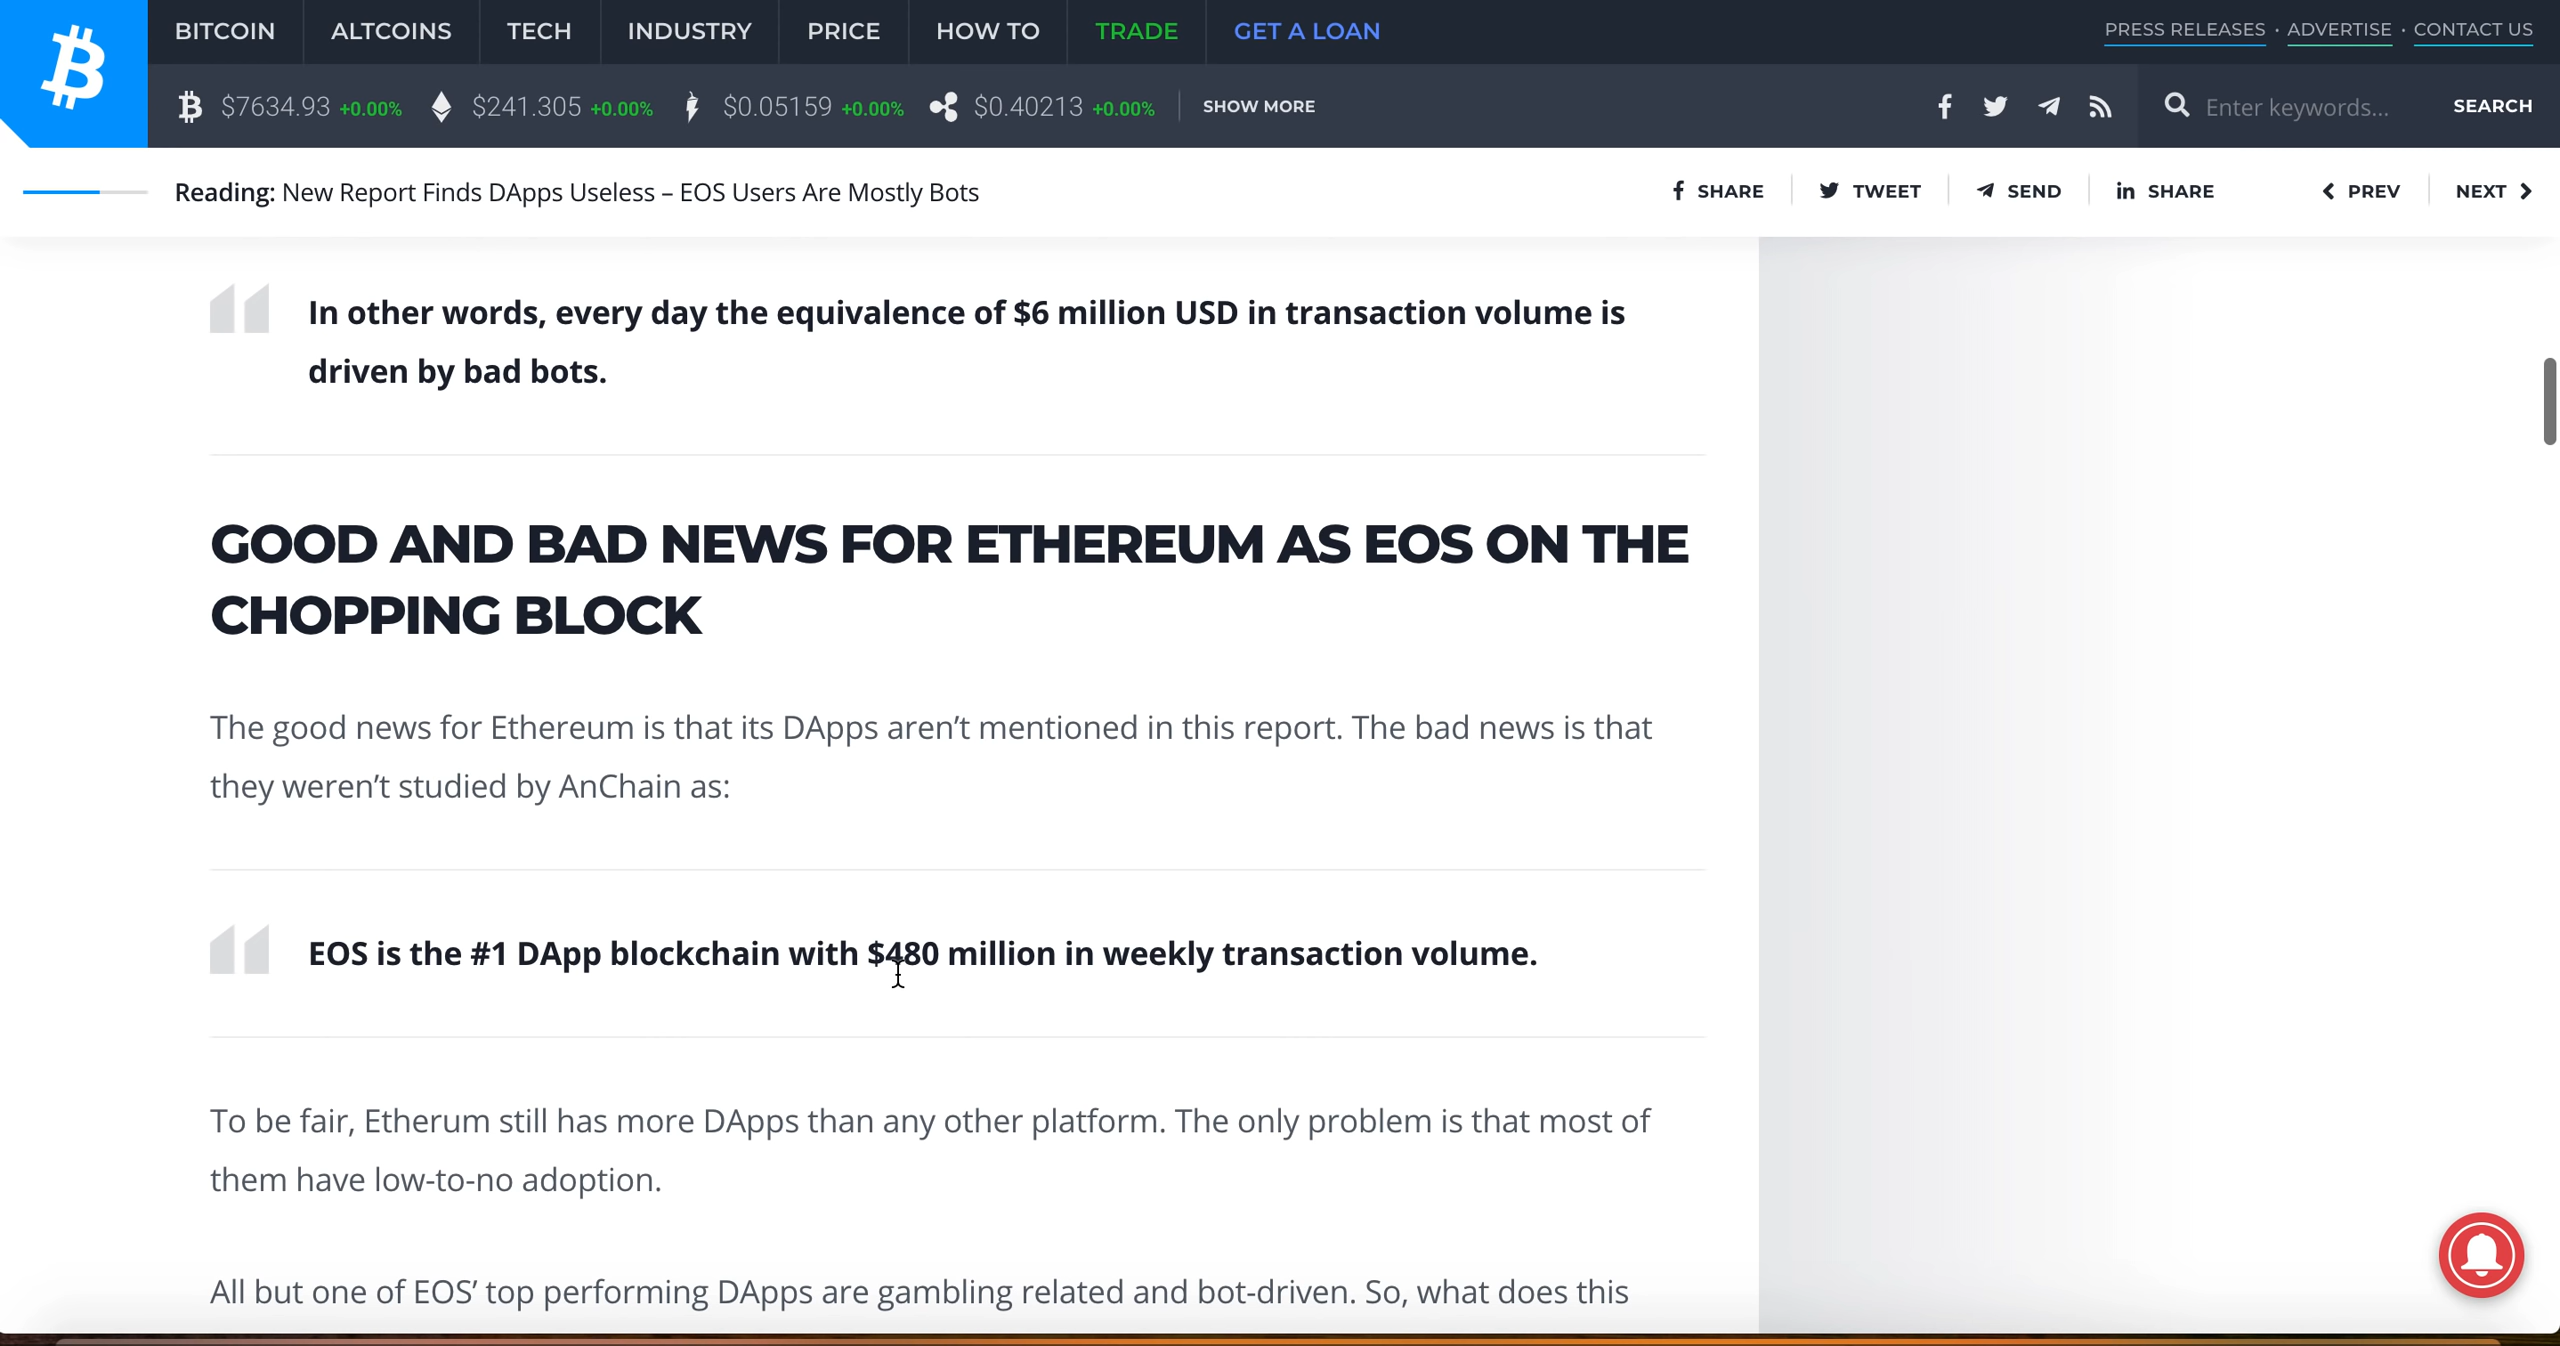 BITCOIN ALTCOINS TECH INDUSTRY PRICE HOW TO TRADE GET A LOAN PRESS RELEASES · ADVERTISE · CONTACT US
$7634.93 +0.00% $241.305 +0.00% $0.05159 +0.00% $0.40213 +0.00% SHOW MORE Enter keywords... SEARCH
Reading: New Report Finds DApps Useless – EOS Users Are Mostly Bots SHARE TWEET SEND SHARE PREV NEXT
In other words, every day the equivalence of $6 million USD in transaction volume is
driven by bad bots.
GOOD AND BAD NEWS FOR ETHEREUM AS EOS ON THE
CHOPPING BLOCK
The good news for Ethereum is that its DApps aren’t mentioned in this report. The bad news is that
they weren’t studied by AnChain as:
EOS is the #1 DApp blockchain with $480 million in weekly transaction volume.
To be fair, Etherum still has more DApps than any other platform. The only problem is that most of
them have low-to-no adoption.
All but one of EOS’ top performing DApps are gambling related and bot-driven. So, what does this